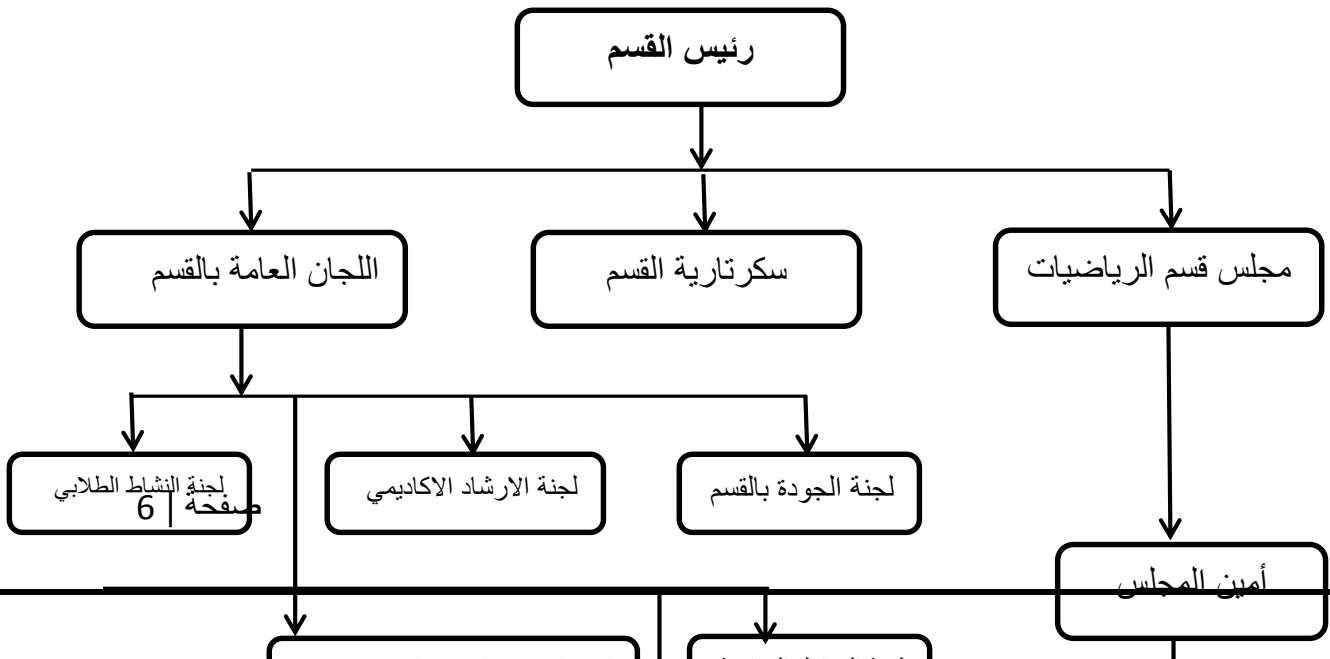 رئيس القسم
مجلس قسم الرياضيات
سكرتارية القسم
اللجان العامة بالقسم
لجنة الجودة بالقسم
لجنة الارشاد الاكاديمي
لجنة النشاط الطلابي
صفحة | 6
أمين المجلس